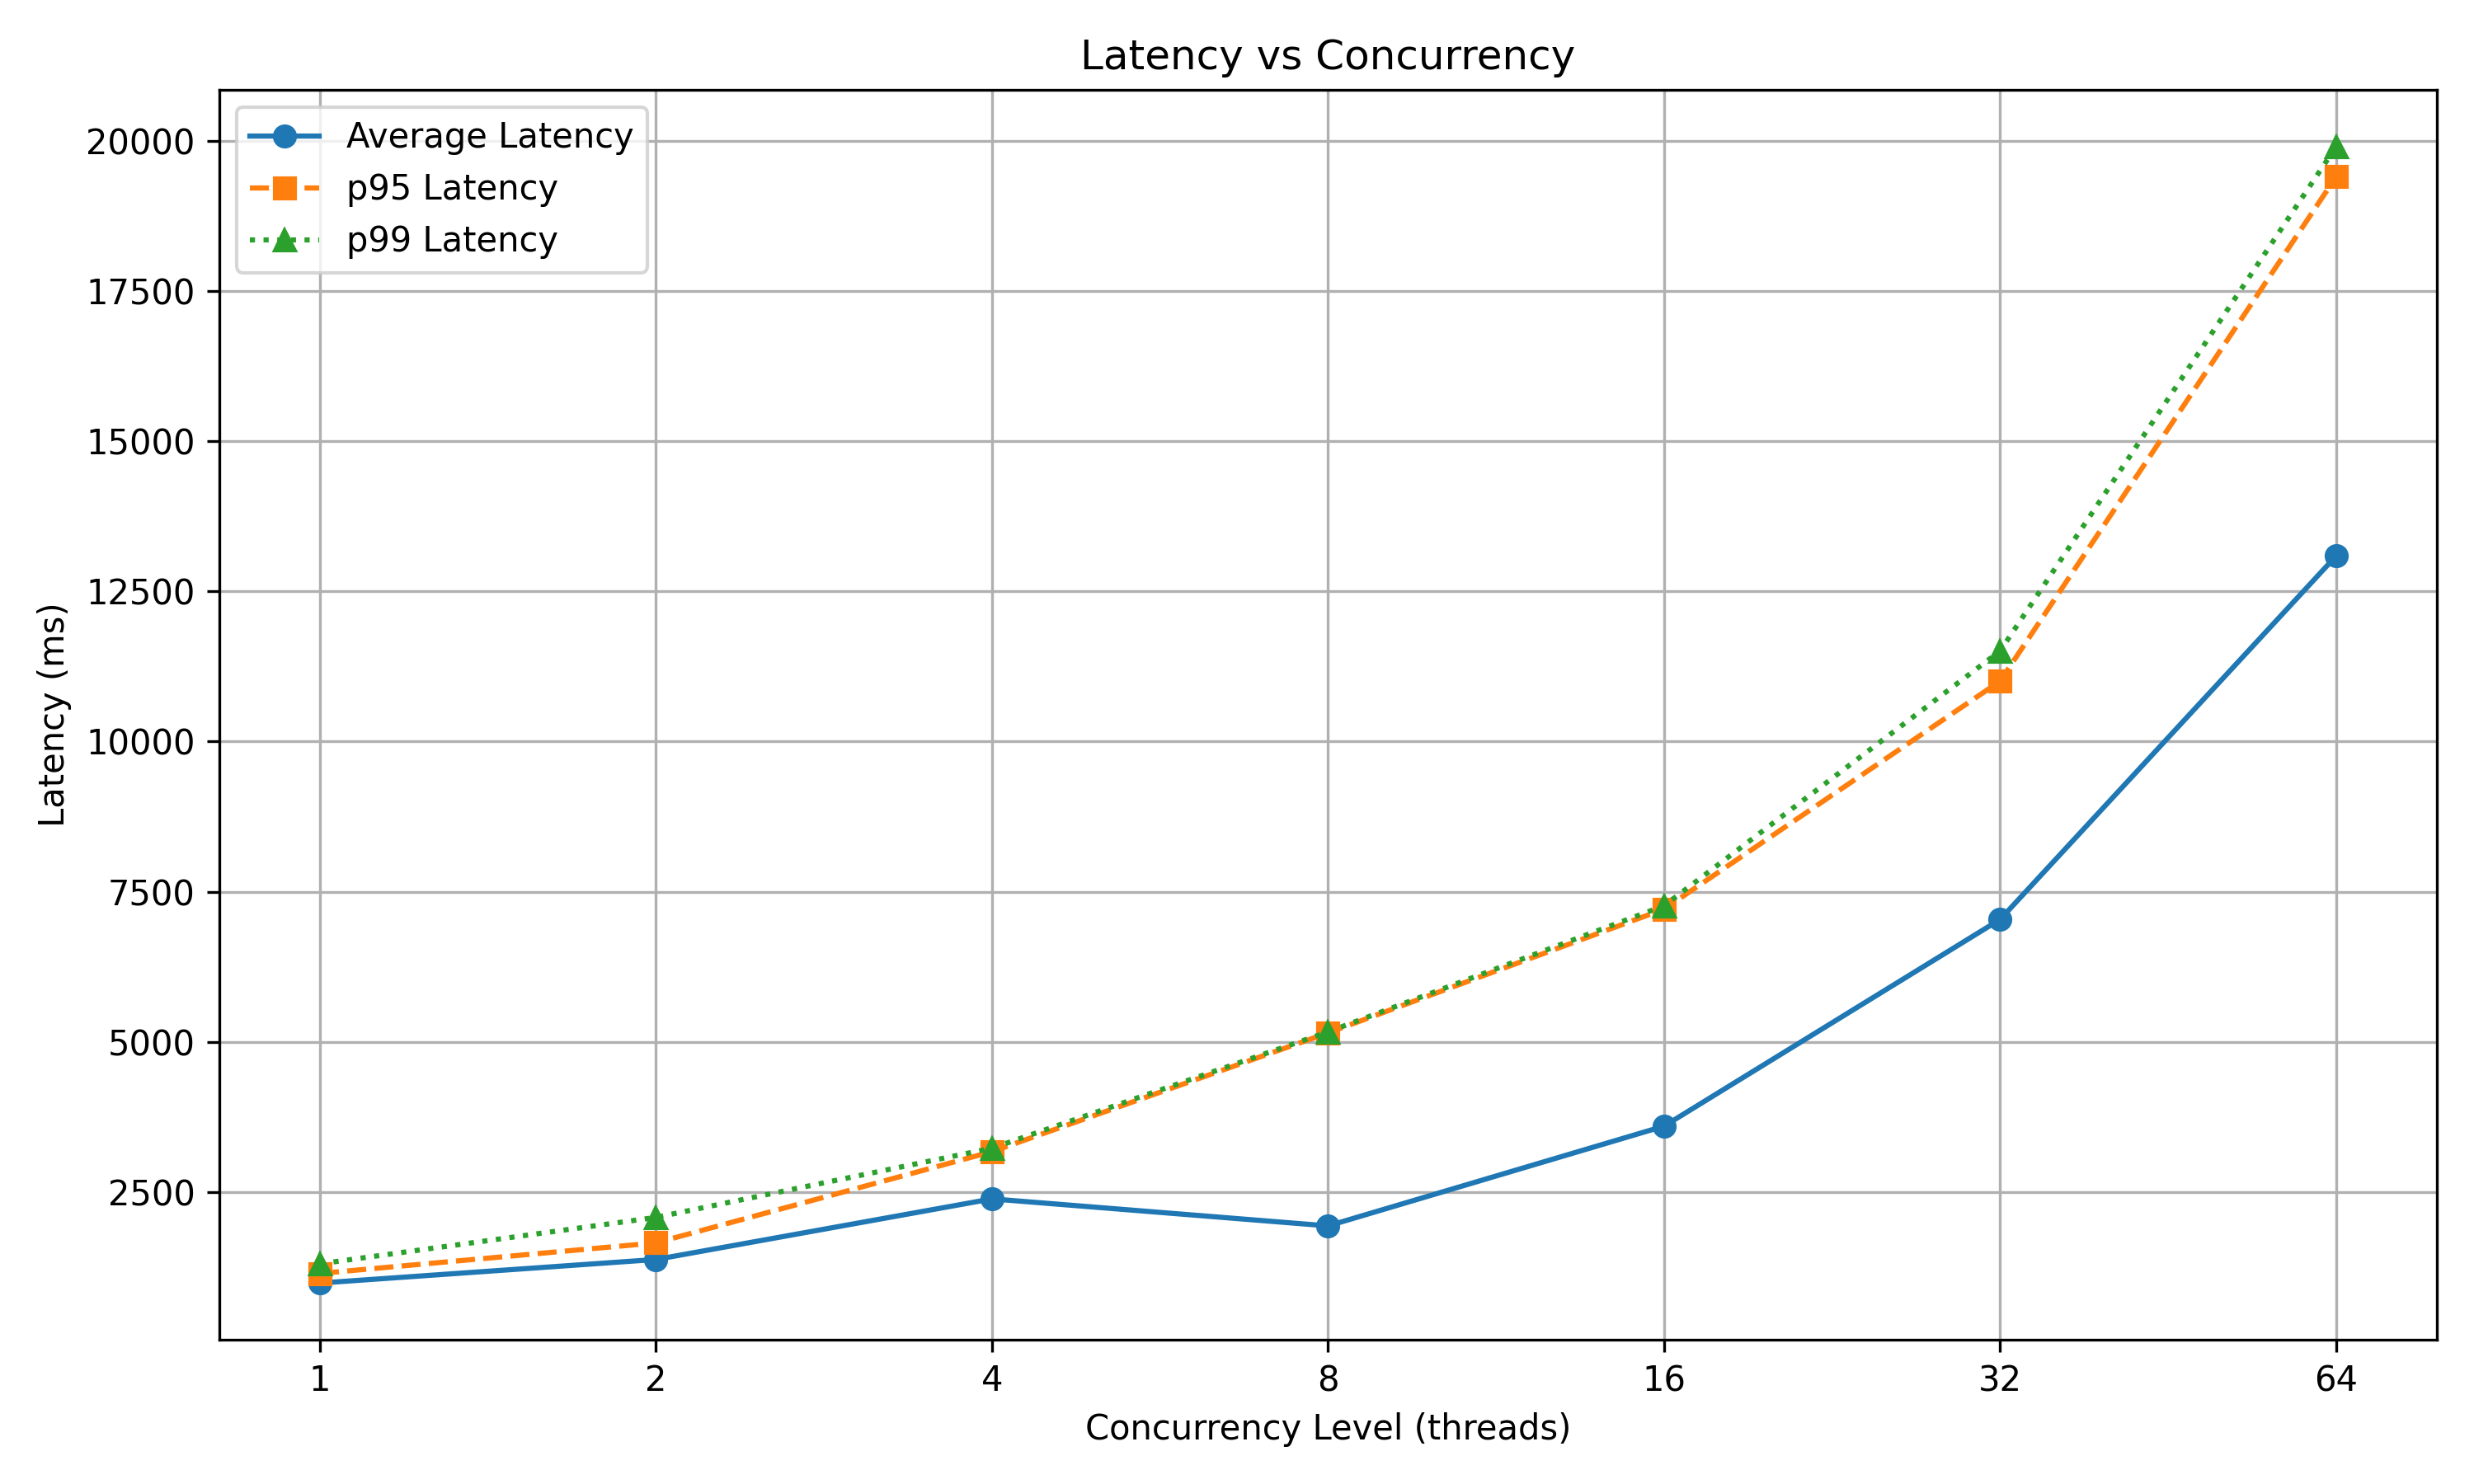 Latency vs Concurrency
Average Latency
p95 Latency
p99 Latency
20000
17500
15000
12500
10000
7500
5000
2500
Latency (ms)
1 2 4 8 16 32 64
Concurrency Level (threads)